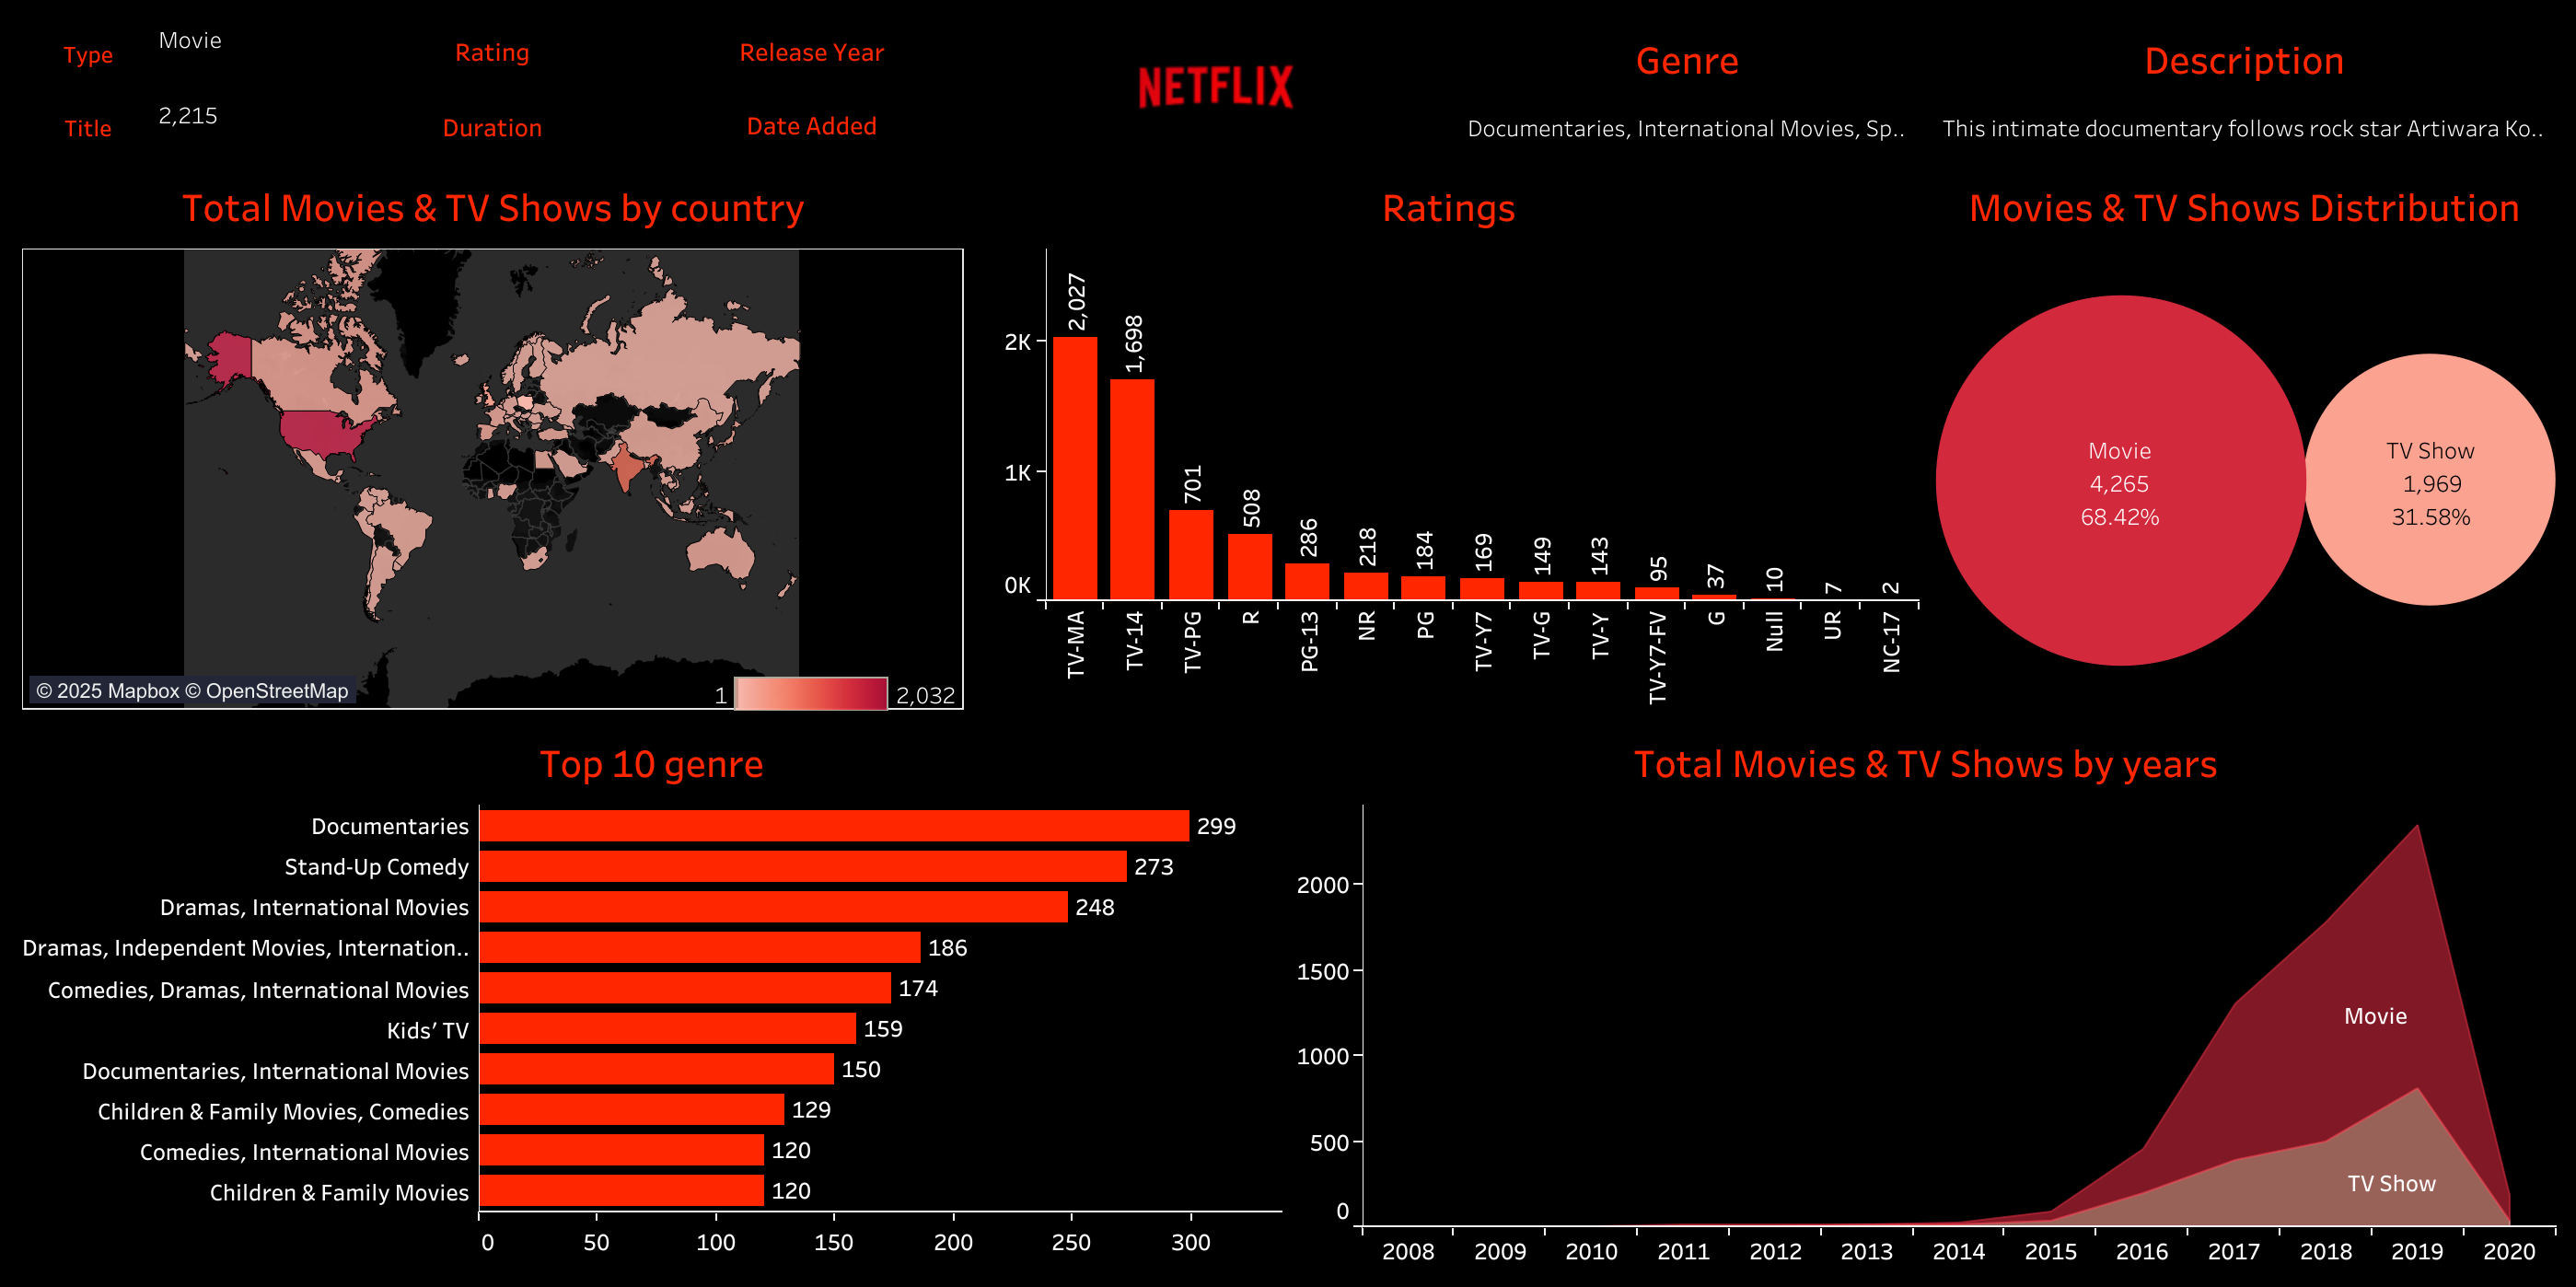 Movie
Type
Rating
Release Year
2,215
Title
Duration
Date Added
NETFLIX
Genre
Description
Documentaries, International Movies, Sp..
This intimate documentary follows rock star Artiwara Ko..
Total Movies & TV Shows by country
© 2025 Mapbox © OpenStreetMap
1
2,032
Ratings
2K
1K
0K
2,027
1,698
701
508
286
218
184
169
149
143
95
37
10
7
2
TV-MA
TV-14
TV-PG
R
PG-13
NR
PG
TV-Y7
TV-G
TV-Y
TV-Y7-FV
G
Null
UR
NC-17
Movies & TV Shows Distribution
Movie
4,265
68.42%
TV Show
1,969
31.58%
Top 10 genre
Documentaries 299
Stand-Up Comedy 273
Dramas, International Movies 248
Dramas, Independent Movies, Internation.. 186
Comedies, Dramas, International Movies 174
Kids’ TV 159
Documentaries, International Movies 150
Children & Family Movies, Comedies 129
Comedies, International Movies 120
Children & Family Movies 120
0 50 100 150 200 250 300
Total Movies & TV Shows by years
2000
1500
1000
500
0
Movie
TV Show
2008 2009 2010 2011 2012 2013 2014 2015 2016 2017 2018 2019 2020